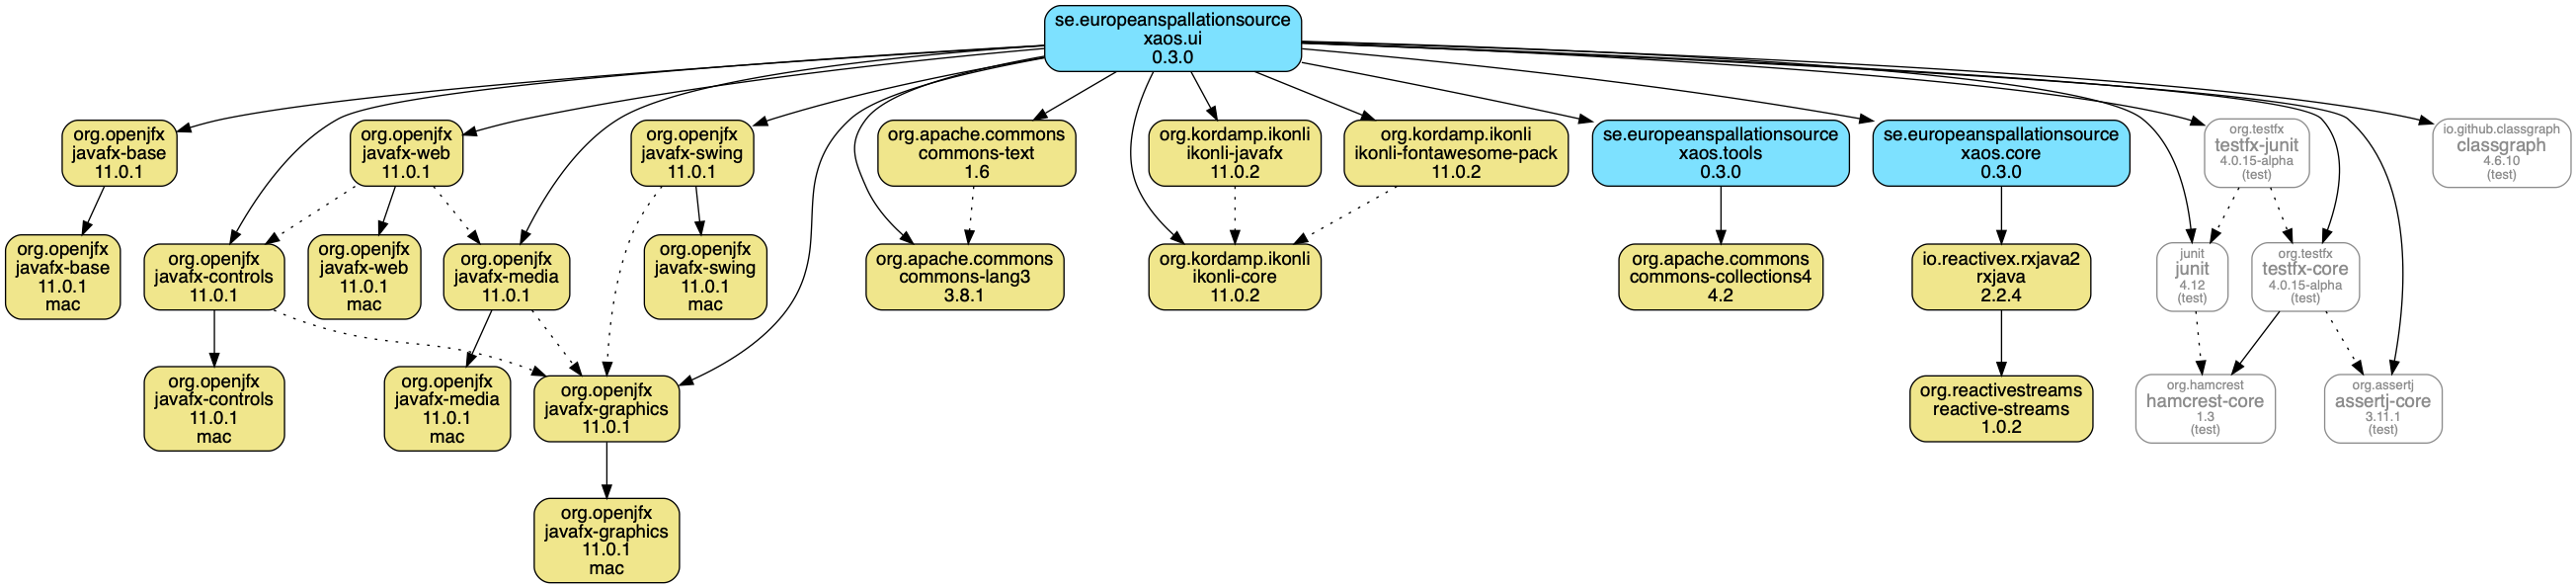 se.europeanspallationsource
xaos.ui
0.3.0
org.openjfx
javafx-base
11.0.1
org.openjfx
javafx-web
11.0.1
org.openjfx
javafx-swing
11.0.1
org.apache.commons
commons-text
1.6
org.kordamp.ikonli
ikonli-javafx
11.0.2
org.kordamp.ikonli
ikonli-fontawesome-pack
11.0.2
se.europeanspallationsource
xaos.tools
0.3.0
se.europeanspallationsource
xaos.core
0.3.0
org.testfx
testfx-junit
4.0.15-alpha
(test)
io.github.classgraph
classgraph
4.6.10
(test)
org.openjfx
javafx-base
11.0.1
mac
org.openjfx
javafx-controls
11.0.1
org.openjfx
javafx-web
11.0.1
mac
org.openjfx
javafx-media
11.0.1
org.openjfx
javafx-swing
11.0.1
mac
org.apache.commons
commons-lang3
3.8.1
org.kordamp.ikonli
ikonli-core
11.0.2
org.apache.commons
commons-collections4
4.2
io.reactivex.rxjava2
rxjava
2.2.4
junit
junit
4.12
(test)
org.testfx
testfx-core
4.0.15-alpha
(test)
org.openjfx
javafx-controls
11.0.1
mac
org.openjfx
javafx-media
11.0.1
mac
org.openjfx
javafx-graphics
11.0.1
org.reactivestreams
reactive-streams
1.0.2
org.hamcrest
hamcrest-core
1.3
(test)
org.assertj
assertj-core
3.11.1
(test)
org.openjfx
javafx-graphics
11.0.1
mac